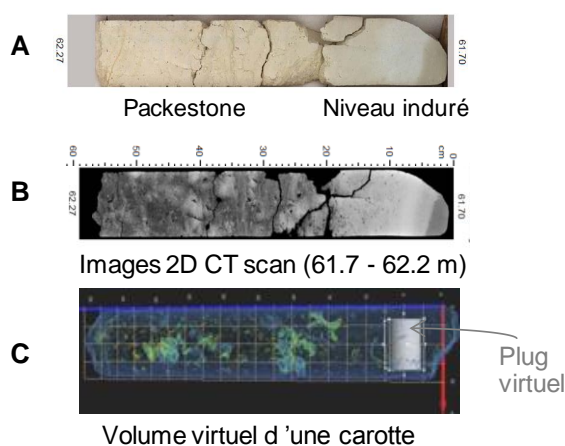 A
62.27
61.70
Packestone
Niveau induré
60
50
40
30
20
10
cm
0
B
62.27
61.70
Images 2D CT scan (61.7 - 62.2 m)
C
Plug
virtuel
Volume virtuel d ’une carotte